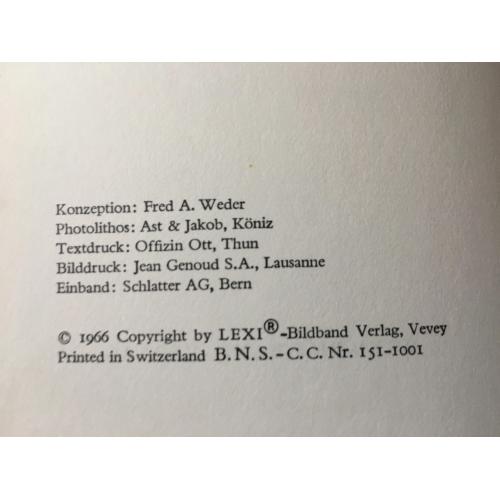 Konzeption: Fred A. Weder
Photolithos: Ast & Jakob, Köniz
Textdruck: Offizin Ott, Thun
Bilddruck: Jean Genoud S.A., Lausanne
Einband: Schlatter AG, Bern
© 1966 Copyright by LEXI®-Bildband Verlag, Vevey
Printed in Switzerland B.N.S.-C.C. Nr. 151-1001